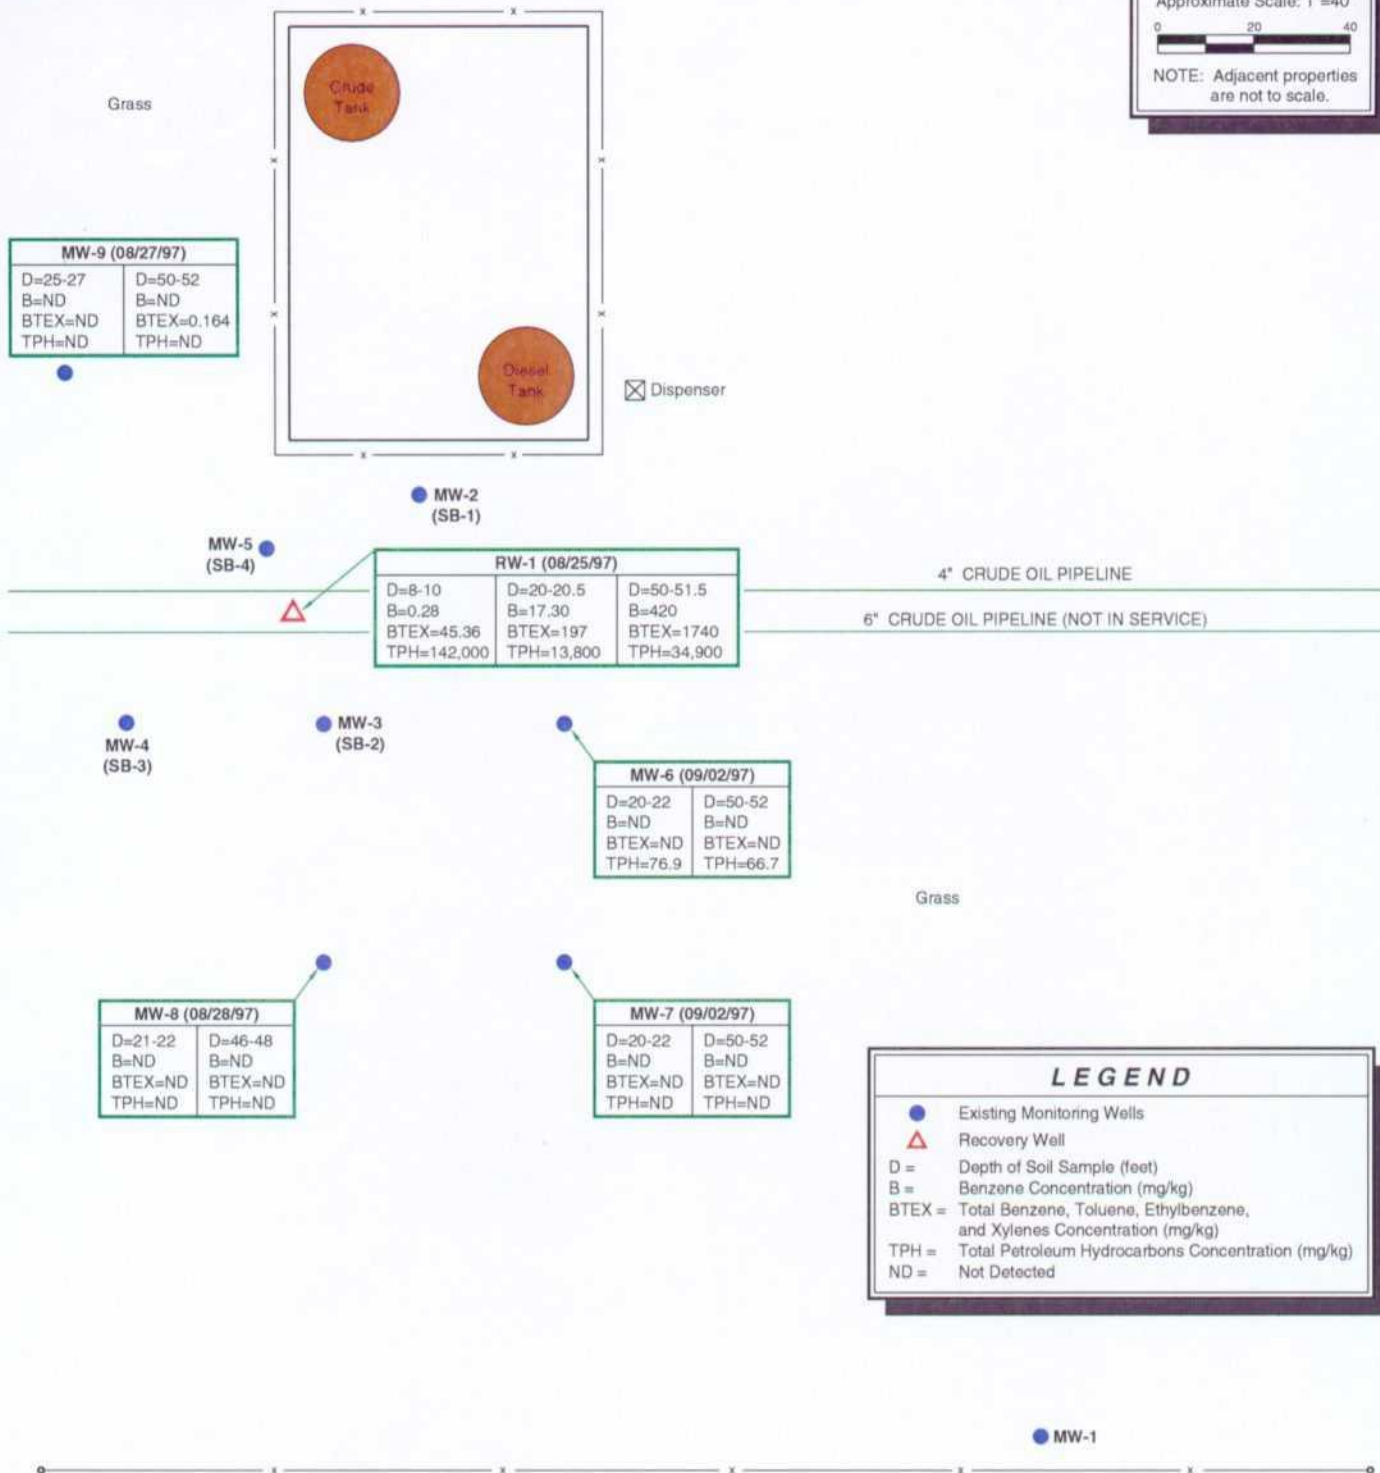 Approximate Scale: 1"=40'
0 20 40
NOTE: Adjacent properties
are not to scale.
Crude
Tank
Grass
MW-9 (08/27/97)
D=25-27 D=50-52
B=ND B=ND
BTEX=ND BTEX=0.164
TPH=ND TPH=ND
Diesel
Tank
Dispenser
MW-2
(SB-1)
MW-5
(SB-4)
RW-1 (08/25/97)
D=8-10 D=20-20.5 D=50-51.5
B=0.28 B=17.30 B=420
BTEX=45.36 BTEX=197 BTEX=1740
TPH=142,000 TPH=13,800 TPH=34,900
4" CRUDE OIL PIPELINE
6" CRUDE OIL PIPELINE (NOT IN SERVICE)
MW-4
(SB-3)
MW-3
(SB-2)
MW-6 (09/02/97)
D=20-22 D=50-52
B=ND B=ND
BTEX=ND BTEX=ND
TPH=76.9 TPH=66.7
Grass
MW-8 (08/28/97)
D=21-22 D=46-48
B=ND B=ND
BTEX=ND BTEX=ND
TPH=ND TPH=ND
MW-7 (09/02/97)
D=20-22 D=50-52
B=ND B=ND
BTEX=ND BTEX=ND
TPH=ND TPH=ND
LEGEND
Existing Monitoring Wells
Recovery Well
D = Depth of Soil Sample (feet)
B = Benzene Concentration (mg/kg)
BTEX = Total Benzene, Toluene, Ethylbenzene,
and Xylenes Concentration (mg/kg)
TPH = Total Petroleum Hydrocarbons Concentration (mg/kg)
ND = Not Detected
MW-1